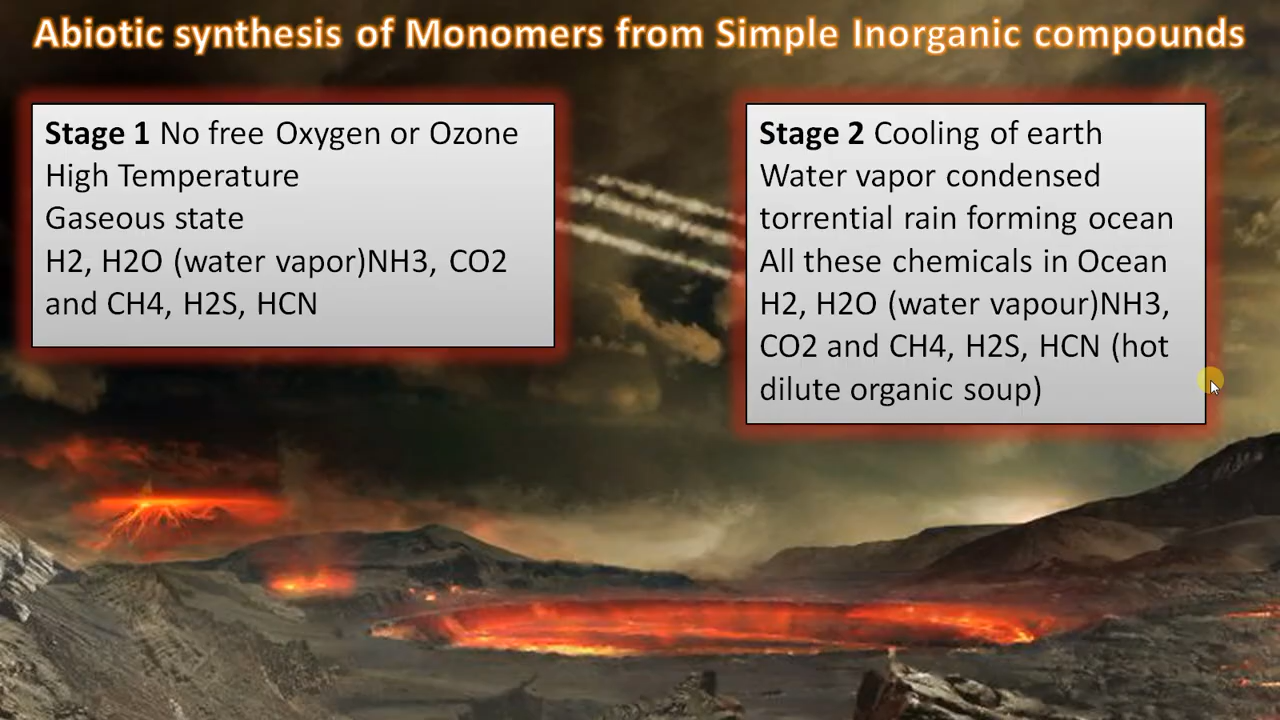 Abiotic synthesis of Monomers from Simple Inorganic compounds
Stage 1 No free Oxygen or Ozone
High Temperature
Gaseous state
H2, H2O (water vapor)NH3, CO2
and CH4, H2S, HCN
Stage 2 Cooling of earth
Water vapor condensed
torrential rain forming ocean
All these chemicals in Ocean
H2, H2O (water vapour)NH3,
CO2 and CH4, H2S, HCN (hot
dilute organic soup)